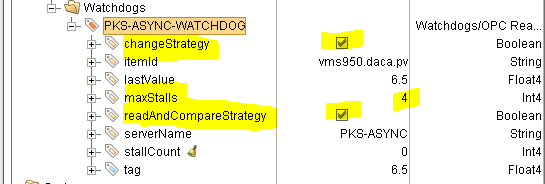 Watchdogs
PKS-ASYNC-WATCHDOG Watchdogs/OPC Rea...
changeStrategy Boolean
itemId vms950.daca.pv String
lastValue 6.5 Float4
maxStalls 4 Int4
readAndCompareStrategy Boolean
serverName PKS-ASYNC String
stallCount 0 Int4
tag 6.5 Float4